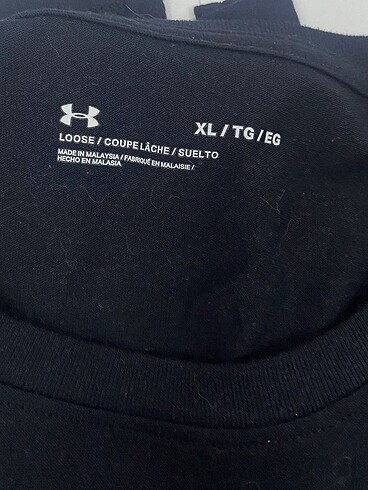 XL / TG / EG
LOOSE / COUPE LÂCHE / SUELTO
MADE IN MALAYSIA / FABRIQUÉ EN MALAISIE /
HECHO EN MALASIA